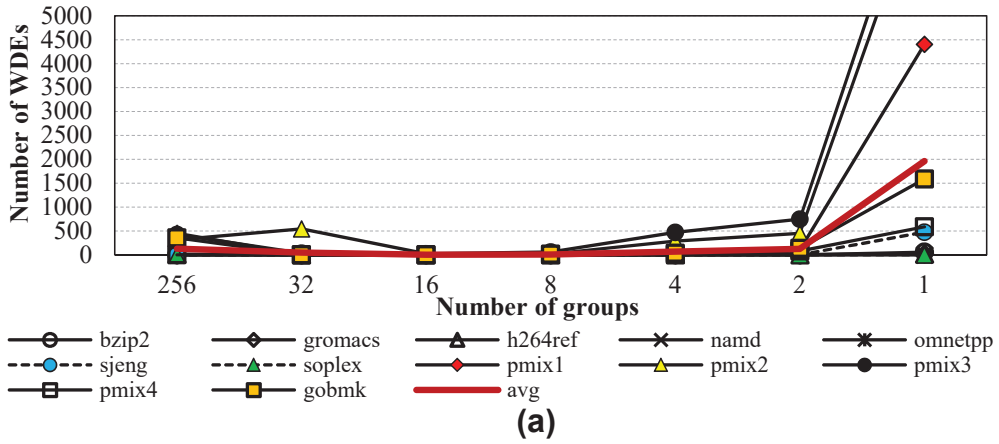 Number of WDEs
5000
4500
4000
3500
3000
2500
2000
1500
1000
500
0
256 32 16 8 4 2 1
Number of groups
bzip2 gromacs h264ref namd omnetpp
sjeng soplex pmix1 pmix2 pmix3
pmix4 gobmk avg
(a)